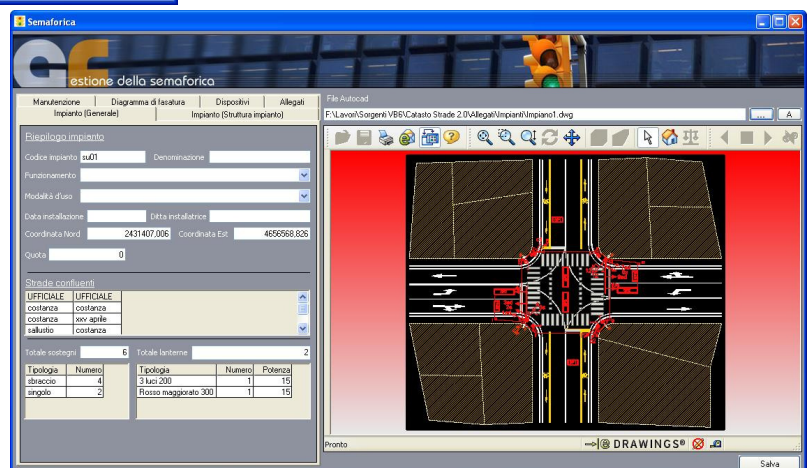 Semaforica
estione della semaforica
Manutenzione Diagramma di fasatura Dispositivi Allegati
Impianto (Generale) Impianto (Struttura impianto)
Riepilogo impianto
Codice impianto su01 Denominazione
Funzionamento
Modalità d'uso
Data installazione Ditta installatrice
Coordinata Nord 2431407,006 Coordinata Est 4656568,826
Quota 0
Strade confluenti
UFFICIALE UFFICIALE
costanza costanza
costanza xxv aprile
sallustio costanza
Totale sostegni 6 Totale lanterne 2
Tipologia Numero Tipologia Numero Potenza
sbraccio 4 3 luci 200 1 15
singolo 2 Rosso maggiorato 300 1 15
File Autocad
F:\Lavori\Sorgenti VB6\Catasto Strade 2.0\Allegati\Impianti\Impiano1.dwg ... A
Pronto
DRAWINGS®
Salva